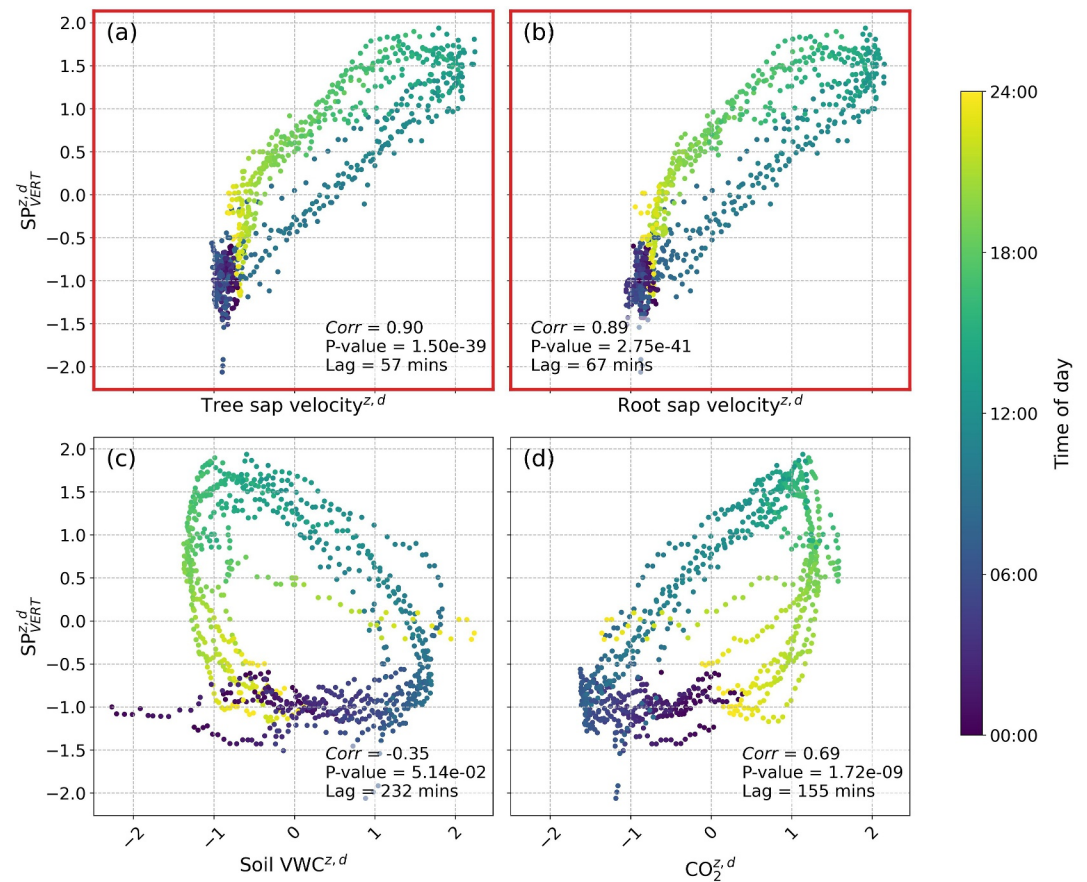 (a)
(b)
2.0
1.5
1.0
0.5
0.0
−0.5
−1.0
−1.5
−2.0
SP^{z,d}_{VERT}
Corr = 0.90
P-value = 1.50e-39
Lag = 57 mins
Corr = 0.89
P-value = 2.75e-41
Lag = 67 mins
Tree sap velocity^{z,d}
Root sap velocity^{z,d}
(c)
(d)
2.0
1.5
1.0
0.5
0.0
−0.5
−1.0
−1.5
−2.0
SP^{z,d}_{VERT}
Corr = -0.35
P-value = 5.14e-02
Lag = 232 mins
Corr = 0.69
P-value = 1.72e-09
Lag = 155 mins
−2 −1 0 1 2
−2 −1 0 1 2
Soil VWC^{z,d}
CO_2^{z,d}
24:00
18:00
12:00
06:00
00:00
Time of day